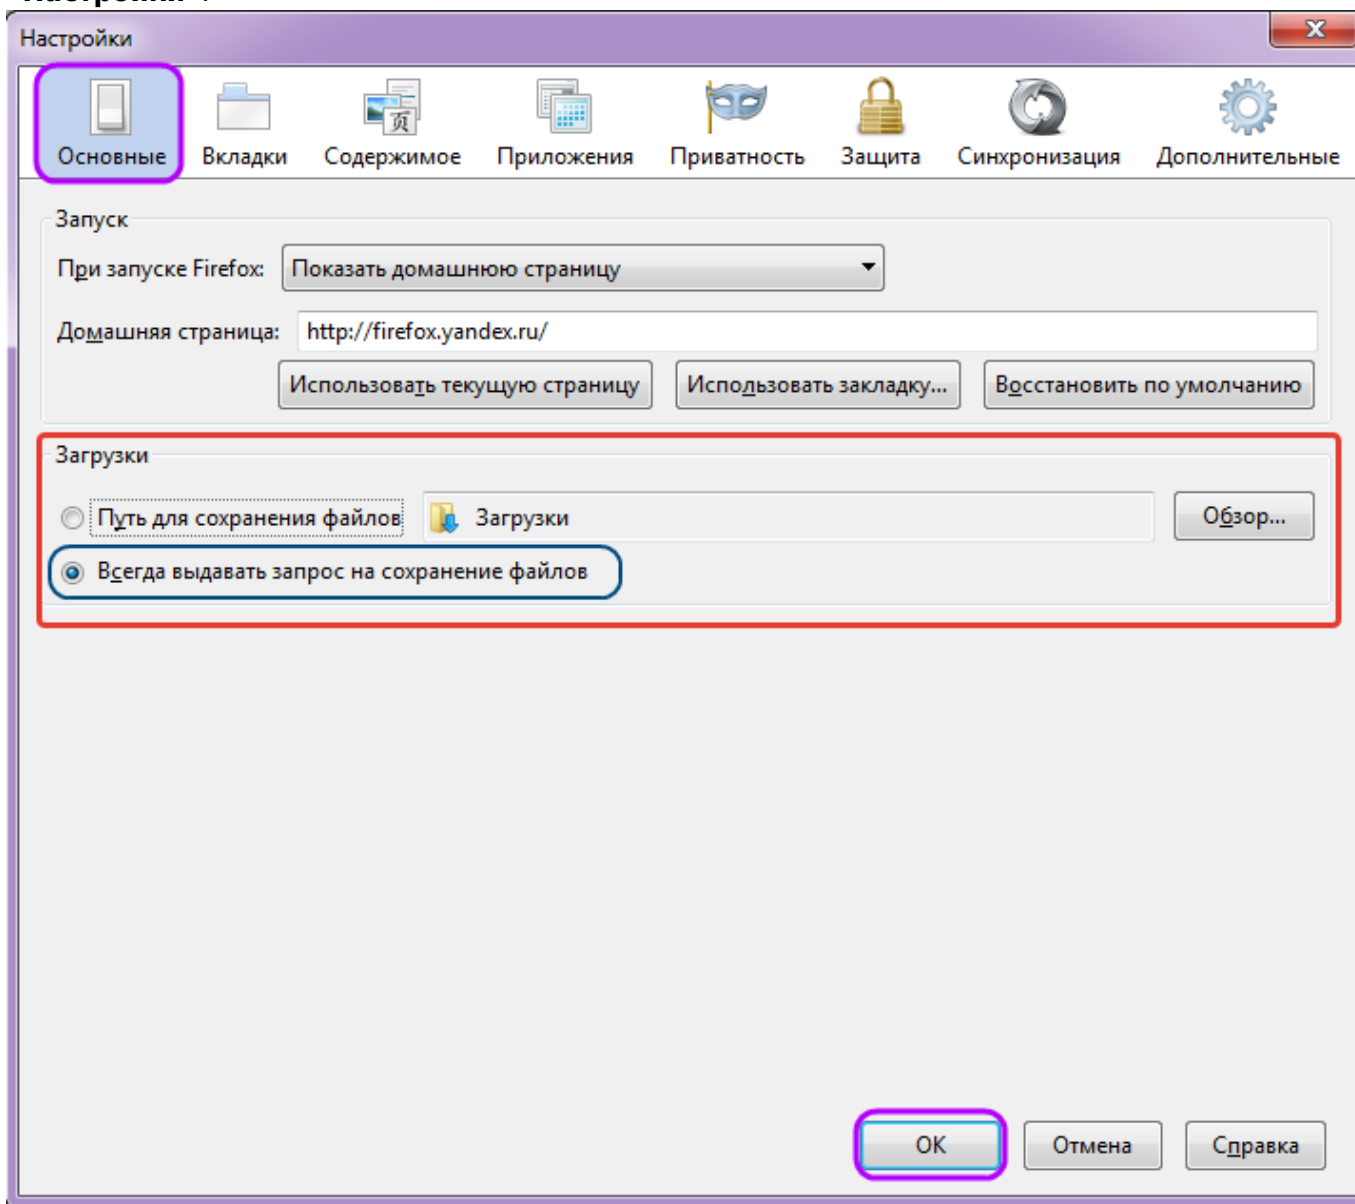 Настройки
Основные Вкладки Содержимое Приложения Приватность Защита Синхронизация Дополнительные
页
Запуск
При запуске Firefox: Показать домашнюю страницу
Домашняя страница: http://firefox.yandex.ru/
Использовать текущую страницу Использовать закладку... Восстановить по умолчанию
Загрузки
Путь для сохранения файлов Загрузки Обзор...
Всегда выдавать запрос на сохранение файлов
OK Отмена Справка